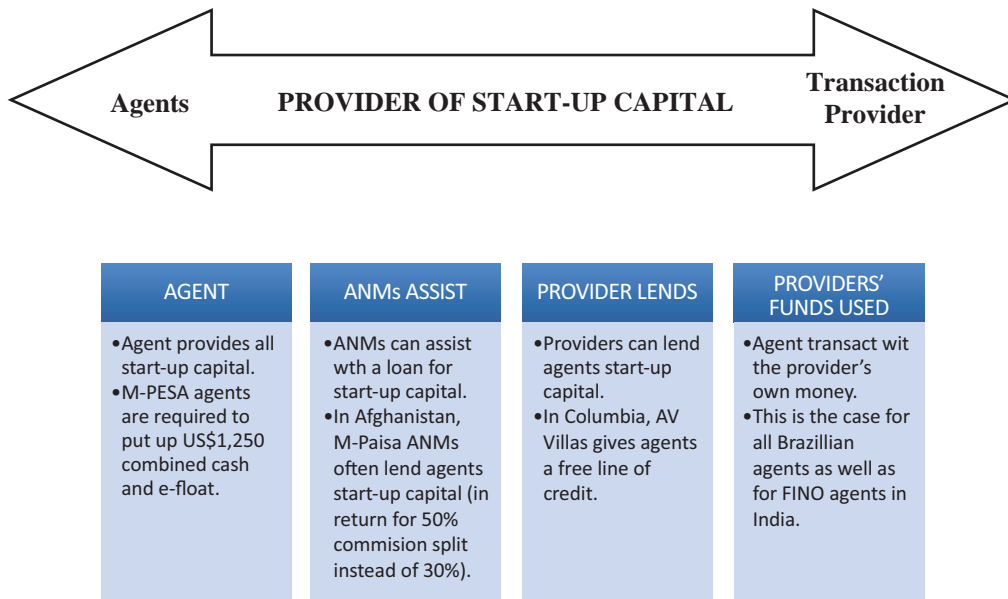 Agents
PROVIDER OF START-UP CAPITAL
Transaction
Provider
AGENT
•Agent provides all
start-up capital.
•M-PESA agents
are required to
put up US$1,250
combined cash
and e-float.
ANMs ASSIST
•ANMs can assist
wth a loan for
start-up capital.
•In Afghanistan,
M-Paisa ANMs
often lend agents
start-up capital (in
return for 50%
commision split
instead of 30%).
PROVIDER LENDS
•Providers can lend
agents start-up
capital.
•In Columbia, AV
Villas gives agents
a free line of
credit.
PROVIDERS'
FUNDS USED
•Agent transact wit
the provider's
own money.
•This is the case for
all Brazillian
agents as well as
for FINO agents in
India.